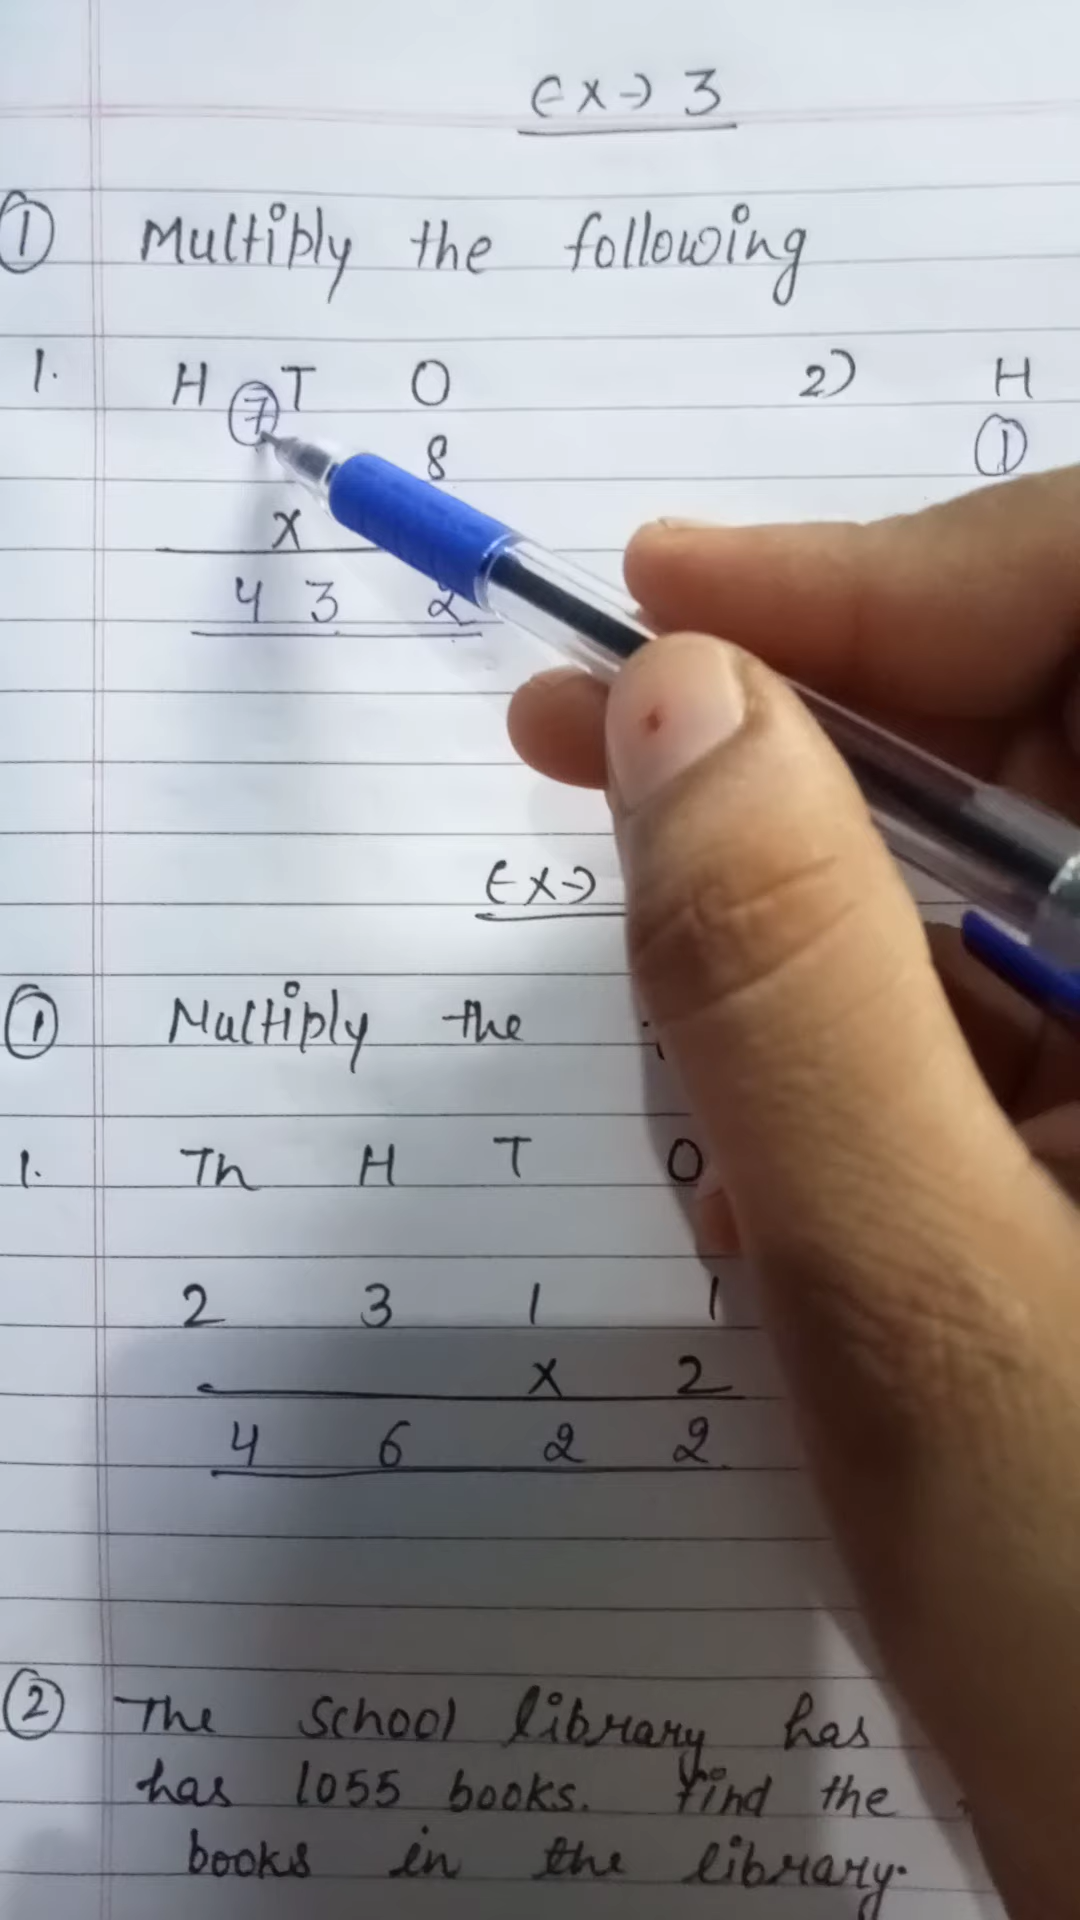 Ex → 3
① Multiply the following
1. H T O 2) H
⑦ 8 ①
x
4 3 2
Ex →
① Multiply the
1. Th H T O
2 3 1 1
x 2
4 6 2 2
② The school library has
has 1055 books. find the
books in the library.